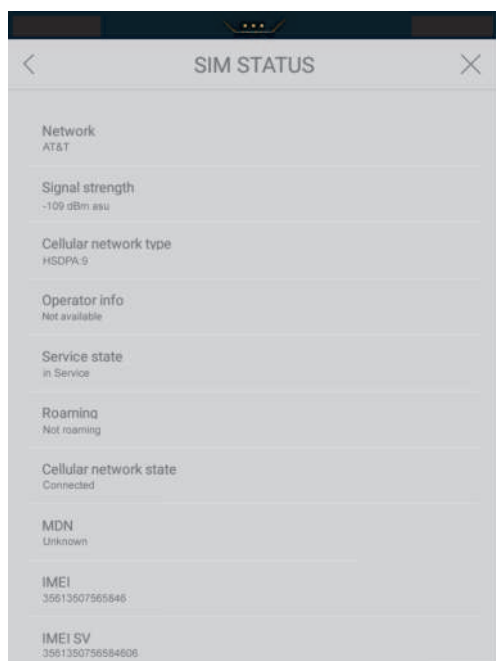 SIM STATUS
Network
AT&T
Signal strength
-109 dBm asu
Cellular network type
HSDPA:9
Operator info
Not available
Service state
in Service
Roaming
Not roaming
Cellular network state
Connected
MDN
Unknown
IMEI
35613507565846
IMEI SV
3561350756584606